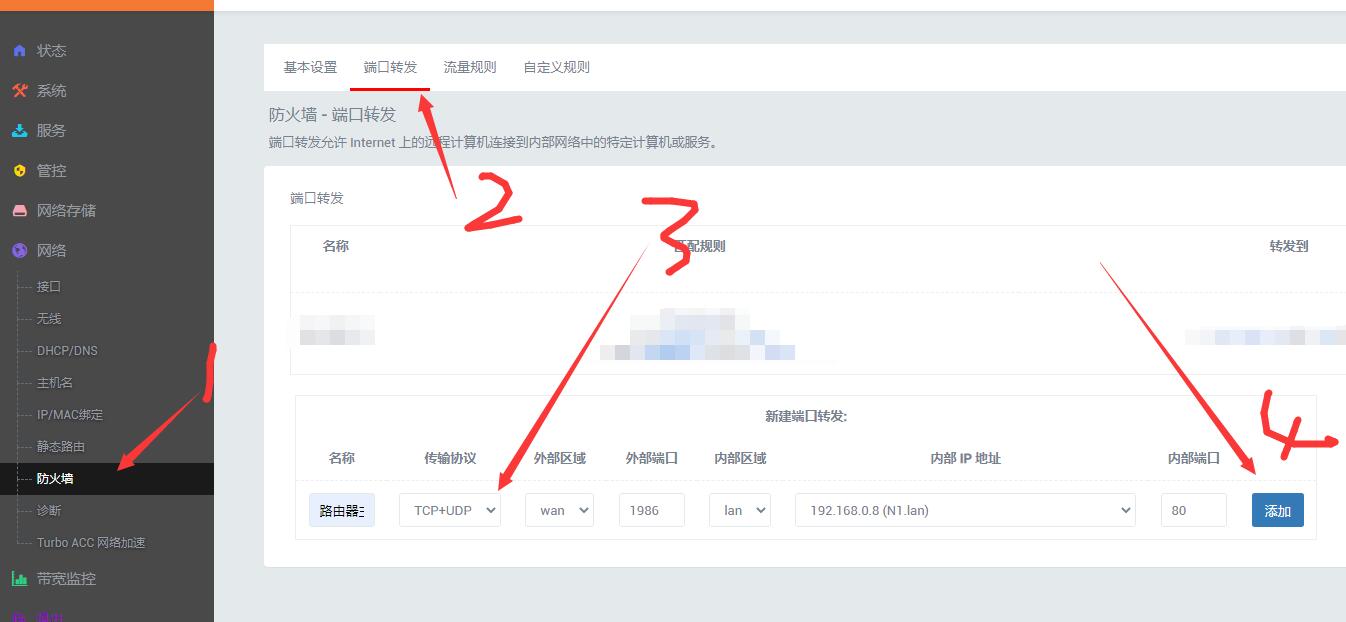 状态
系统
服务
管控
网络存储
网络
接口
无线
DHCP/DNS
主机名
IP/MAC绑定
静态路由
防火墙
诊断
Turbo ACC 网络加速
带宽监控
基本设置 端口转发 流量规则 自定义规则
防火墙 - 端口转发
端口转发允许 Internet 上的远程计算机连接到内部网络中的特定计算机或服务。
端口转发
名称 匹配规则 转发到
新建端口转发:
名称 传输协议 外部区域 外部端口 内部区域 内部 IP 地址 内部端口
路由器 TCP+UDP wan 1986 lan 192.168.0.8 (N1.lan) 80 添加
1
2
3
4